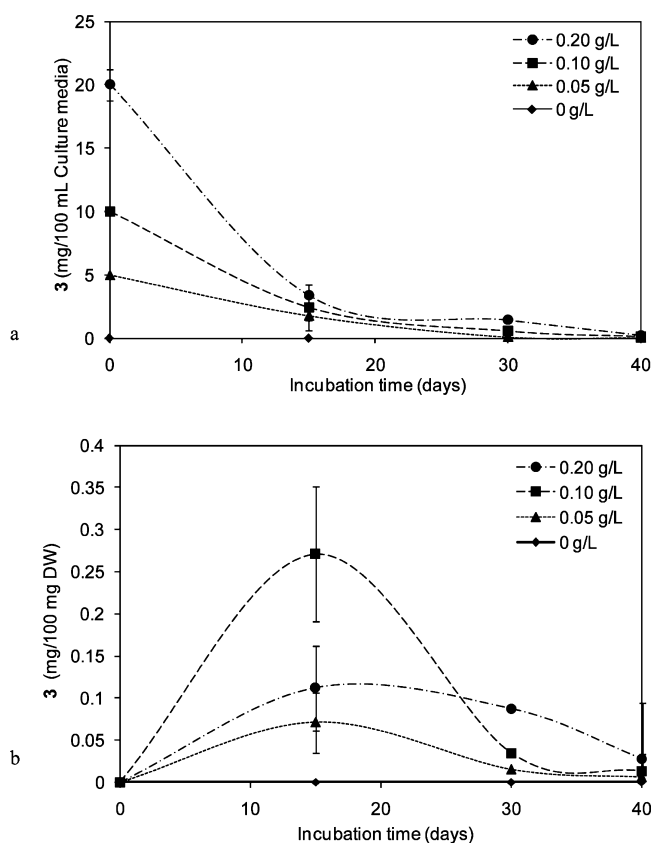 25
20
15
10
5
0
0 10 20 30 40
3 (mg/100 mL Culture media)
Incubation time (days)
0.20 g/L
0.10 g/L
0.05 g/L
0 g/L
a
0.4
0.35
0.3
0.25
0.2
0.15
0.1
0.05
0
0 10 20 30 40
3 (mg/100 mg DW)
Incubation time (days)
0.20 g/L
0.10 g/L
0.05 g/L
0 g/L
b